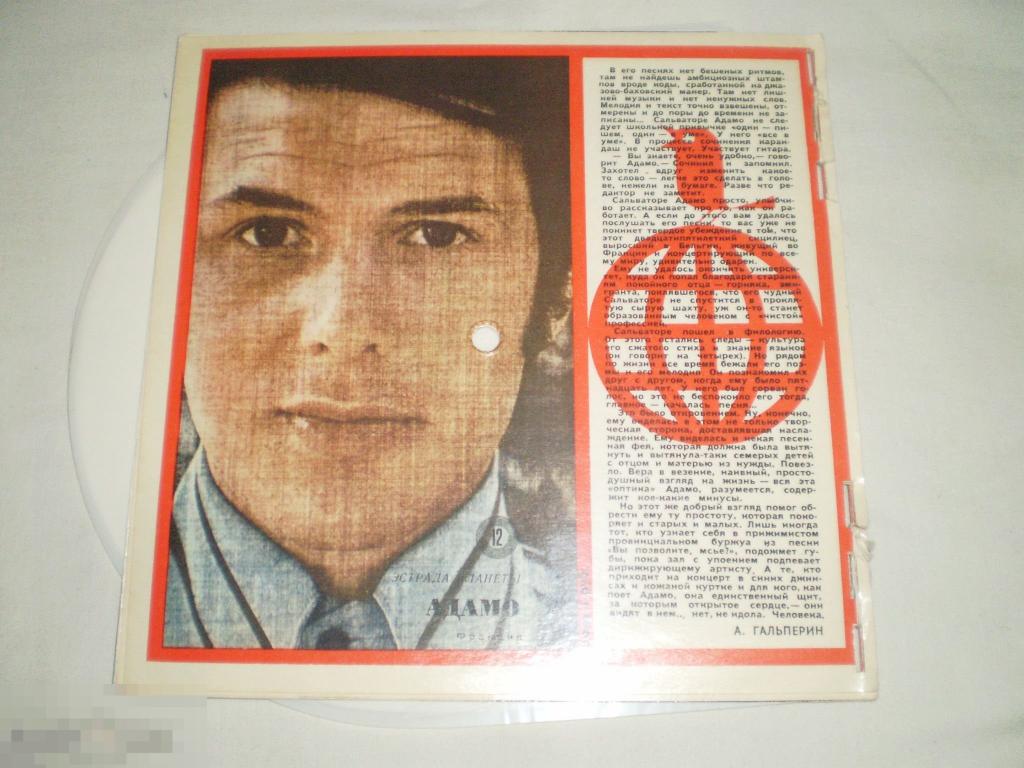 В его песнях нет бешеных ритмов,
там не найдешь амбициозных штам-
пов вроде коды, сработанной на джа-
зово-баховский манер. Там нет лиш-
ней музыки и нет ненужных слов.
Мелодия и текст точно взвешены, от-
мерены и до поры до времени не за-
писаны... Сальваторе Адамо не сле-
дует школьной привычке «один — пи-
шем, один — в уме». У него «все в
уме». В процессе сочинения каран-
даш не участвует. Участвует гитара.
— Вы знаете, очень удобно,— гово-
рит Адамо.— Сочинил и запомнил.
Захотел вдруг изменить какое-
то слово — легче это сделать в голо-
ве, нежели на бумаге. Разве что ре-
дактор не заметит.
Сальваторе Адамо просто, улыбчи-
во рассказывает про то, как он ра-
ботает. А если до этого вам удалось
послушать его песни, то вас уже не
покинет твердое убеждение в том, что
этот двадцатипятилетний сицилиец,
выросший в Бельгии, живущий во
Франции и концертирующий по все-
му миру, удивительно одарен.
Ему не удалось окончить универси-
тет, куда он попал благодаря старани-
ям покойного отца — горняка, эми-
гранта, поклявшегося, что его чудный
Сальваторе не спустится в прокля-
тую сырую шахту, уж он-то станет
образованным человеком с «чистой»
профессией.
Сальваторе пошел в филологию.
От этого остались следы — культура
его сжатого стиха и знание языков
(он говорит на четырех). Но рядом
по жизни все время бежали его поэ-
мы и его мелодия. Он познакомил их
друг с другом, когда ему было пят-
надцать лет. У него был сорван го-
лос, но это не беспокоило его тогда,
главное — началась песня...
Это было откровением. Ну, конечно,
ему виделась в этом не только твор-
ческая сторона, доставлявшая насла-
ждение. Ему виделась и некая песен-
ная фея, которая должна была вытя-
нуть и вытянула-таки семерых детей
с отцом и матерью из нужды. Повез-
ло. Вера в везение, наивный, просто-
душный взгляд на жизнь — вся эта
«оптика» Адамо, разумеется, содер-
жит кое-какие минусы.
Но этот же добрый взгляд помог об-
рести ему ту простоту, которая поко-
ряет и старых и малых. Лишь иногда
тот, кто узнает себя в прижимистом
провинциальном буржуа из песни
«Вы позволите, мсье?», подожмет гу-
бы, пока зал с упоением подпевает
дирижирующему артисту. А те, кто
приходит на концерт в синих джин-
сах и кожаной куртке и для кого, как
поет Адамо, она единственный щит,
за которым открытое сердце,— они
видят в нем... нет, не идола. Человека.
А. ГАЛЬПЕРИН
12
ЭСТРАДА ПЛАНЕТЫ
АДАМО
Франция